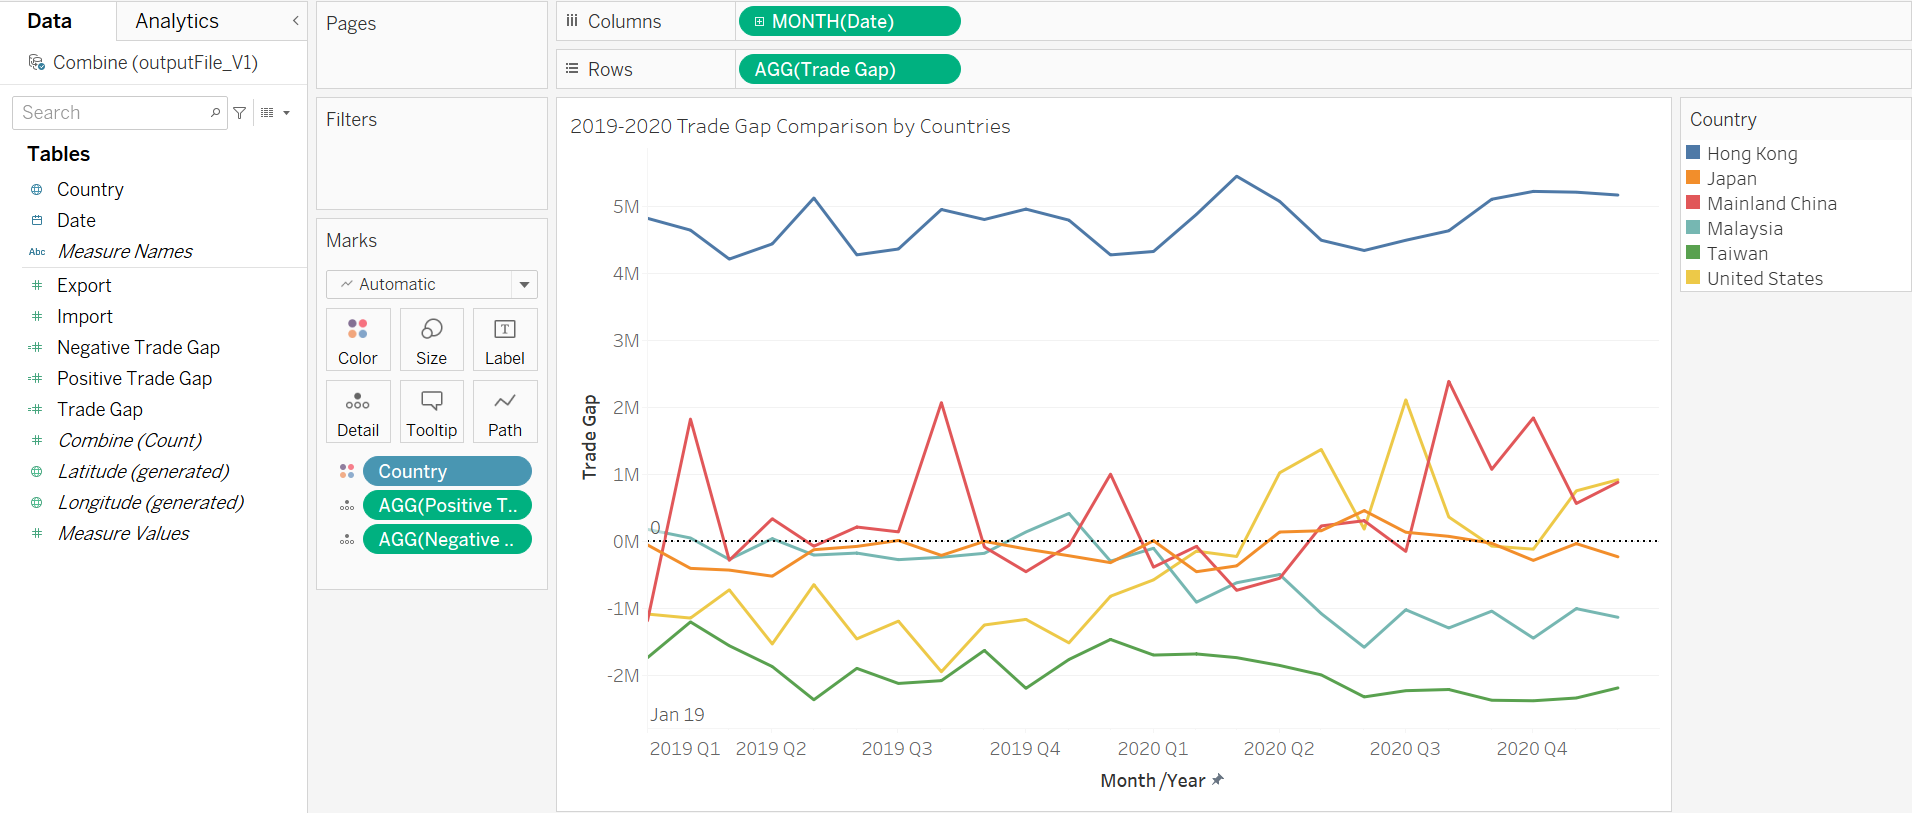 Data
Analytics
Combine (outputFile_V1)
Search
Tables
Country
Date
Abc Measure Names
Export
Import
Negative Trade Gap
Positive Trade Gap
Trade Gap
Combine (Count)
Latitude (generated)
Longitude (generated)
Measure Values
Pages
Filters
Marks
Automatic
Color
Size
Label
Detail
Tooltip
Path
Country
AGG(Positive T..
AGG(Negative ..
Columns
MONTH(Date)
Rows
AGG(Trade Gap)
2019-2020 Trade Gap Comparison by Countries
5M
4M
3M
2M
1M
0M
-1M
-2M
Trade Gap
0
Jan 19
2019 Q1
2019 Q2
2019 Q3
2019 Q4
2020 Q1
2020 Q2
2020 Q3
2020 Q4
Month /Year
Country
Hong Kong
Japan
Mainland China
Malaysia
Taiwan
United States